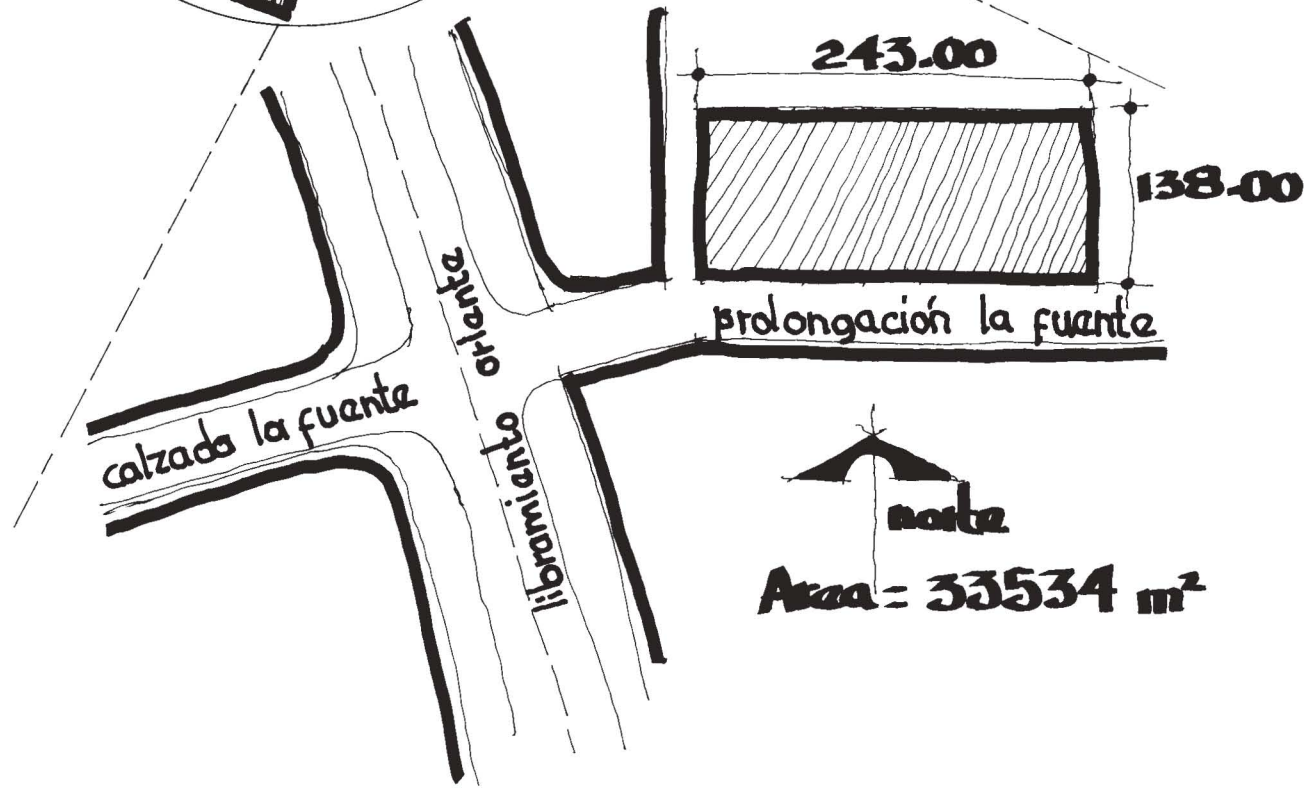 243.00
138.00
prolongación la fuente
libramiento oriente
calzada la fuente
norte
Area = 33534 m²